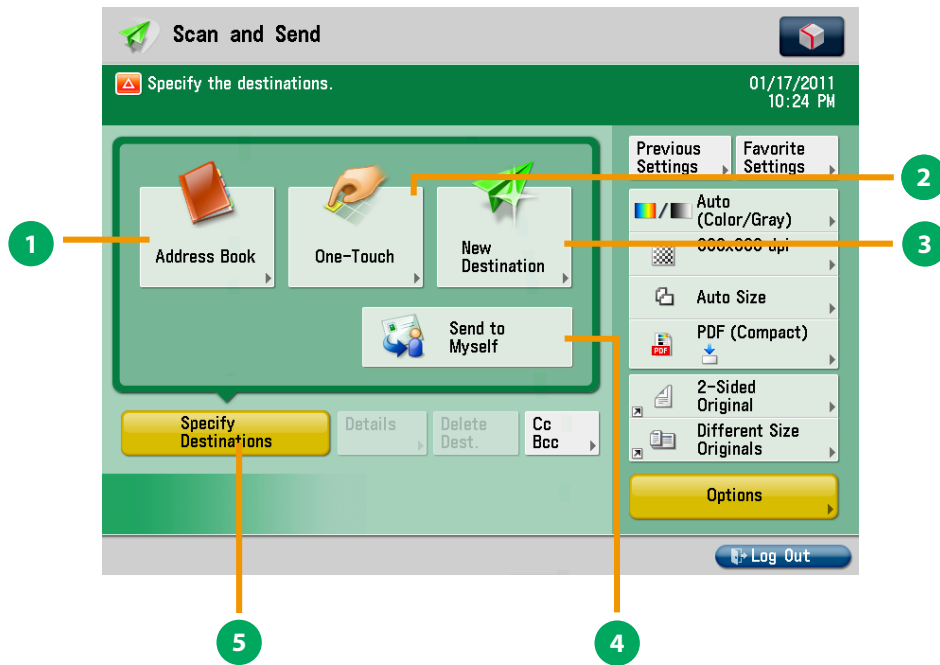 Scan and Send
Specify the destinations.
01/17/2011
10:24 PM
Previous
Settings
Favorite
Settings
2
Auto
(Color/Gray)
1
Address Book
One-Touch
New
Destination
3
dpi
Auto Size
Send to
Myself
PDF (Compact)
PDF
2-Sided
Original
Specify
Destinations
Details
Delete
Dest.
Cc
Bcc
Different Size
Originals
Options
Log Out
5
4